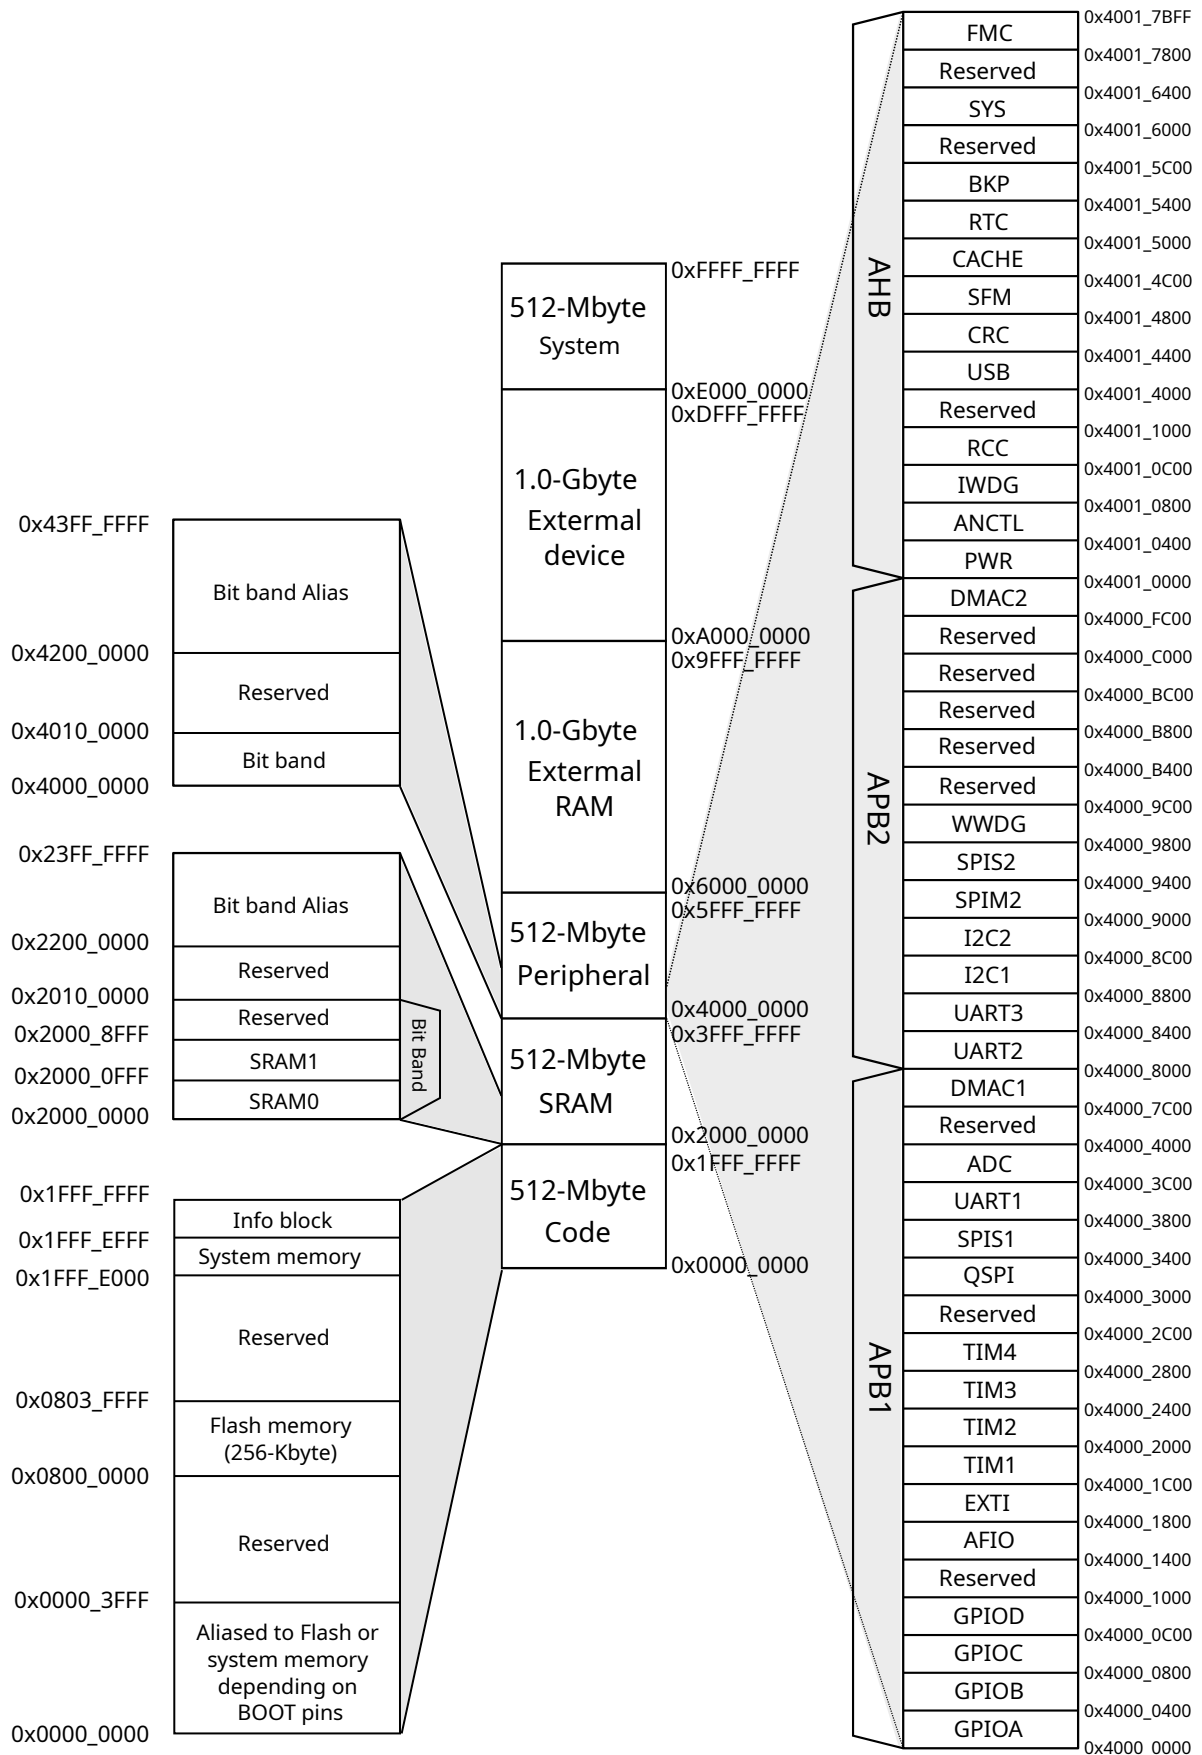 0x43FF_FFFF
Bit band Alias
0x4200_0000
Reserved
0x4010_0000
Bit band
0x4000_0000
0x23FF_FFFF
Bit band Alias
0x2200_0000
Reserved
0x2010_0000
Reserved
0x2000_8FFF
SRAM1
0x2000_0FFF
SRAM0
0x2000_0000
Bit Band
0x1FFF_FFFF
Info block
0x1FFF_EFFF
System memory
0x1FFF_E000
Reserved
0x0803_FFFF
Flash memory
(256-Kbyte)
0x0800_0000
Reserved
0x0000_3FFF
Aliased to Flash or
system memory
depending on
BOOT pins
0x0000_0000
0xFFFF_FFFF
512-Mbyte
System
0xE000_0000
0xDFFF_FFFF
1.0-Gbyte
Extermal
device
0xA000_0000
0x9FFF_FFFF
1.0-Gbyte
Extermal
RAM
0x6000_0000
0x5FFF_FFFF
512-Mbyte
Peripheral
0x4000_0000
0x3FFF_FFFF
512-Mbyte
SRAM
0x2000_0000
0x1FFF_FFFF
512-Mbyte
Code
0x0000_0000
AHB
APB2
APB1
0x4001_7BFF
FMC
0x4001_7800
Reserved
0x4001_6400
SYS
0x4001_6000
Reserved
0x4001_5C00
BKP
0x4001_5400
RTC
0x4001_5000
CACHE
0x4001_4C00
SFM
0x4001_4800
CRC
0x4001_4400
USB
0x4001_4000
Reserved
0x4001_1000
RCC
0x4001_0C00
IWDG
0x4001_0800
ANCTL
0x4001_0400
PWR
0x4001_0000
DMAC2
0x4000_FC00
Reserved
0x4000_C000
Reserved
0x4000_BC00
Reserved
0x4000_B800
Reserved
0x4000_B400
Reserved
0x4000_9C00
WWDG
0x4000_9800
SPIS2
0x4000_9400
SPIM2
0x4000_9000
I2C2
0x4000_8C00
I2C1
0x4000_8800
UART3
0x4000_8400
UART2
0x4000_8000
DMAC1
0x4000_7C00
Reserved
0x4000_4000
ADC
0x4000_3C00
UART1
0x4000_3800
SPIS1
0x4000_3400
QSPI
0x4000_3000
Reserved
0x4000_2C00
TIM4
0x4000_2800
TIM3
0x4000_2400
TIM2
0x4000_2000
TIM1
0x4000_1C00
EXTI
0x4000_1800
AFIO
0x4000_1400
Reserved
0x4000_1000
GPIOD
0x4000_0C00
GPIOC
0x4000_0800
GPIOB
0x4000_0400
GPIOA
0x4000_0000